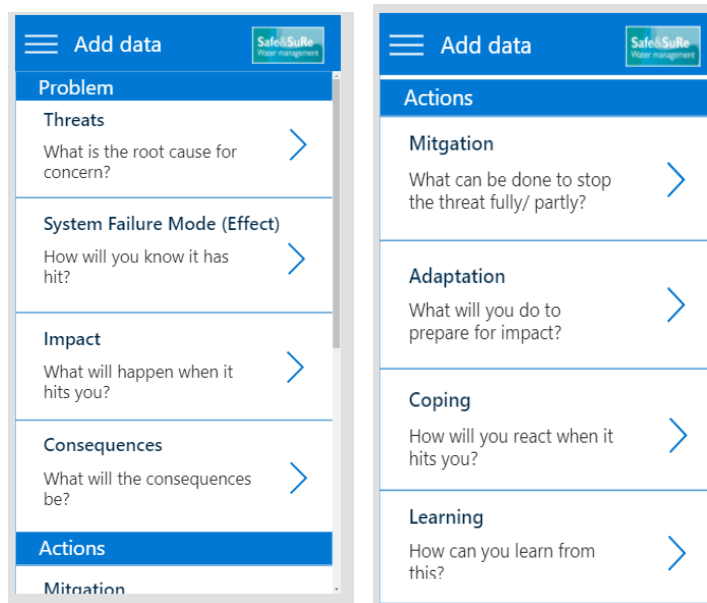 Add data
Safe&SuRe
Water management
Problem
Threats
What is the root cause for
concern?
System Failure Mode (Effect)
How will you know it has
hit?
Impact
What will happen when it
hits you?
Consequences
What will the consequences
be?
Actions
Mitgation
Add data
Safe&SuRe
Water management
Actions
Mitgation
What can be done to stop
the threat fully/ partly?
Adaptation
What will you do to
prepare for impact?
Coping
How will you react when it
hits you?
Learning
How can you learn from
this?